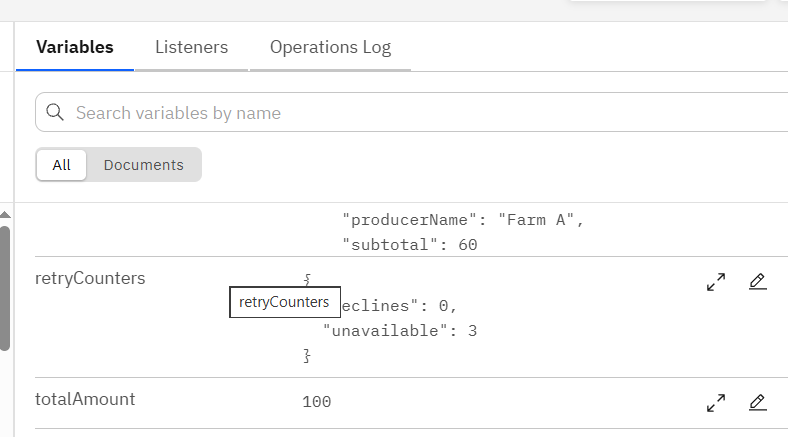 Variables Listeners Operations Log
Search variables by name
All Documents
"producerName": "Farm A",
"subtotal": 60
retryCounters {
retryCounters eclines": 0,
"unavailable": 3
}
totalAmount 100